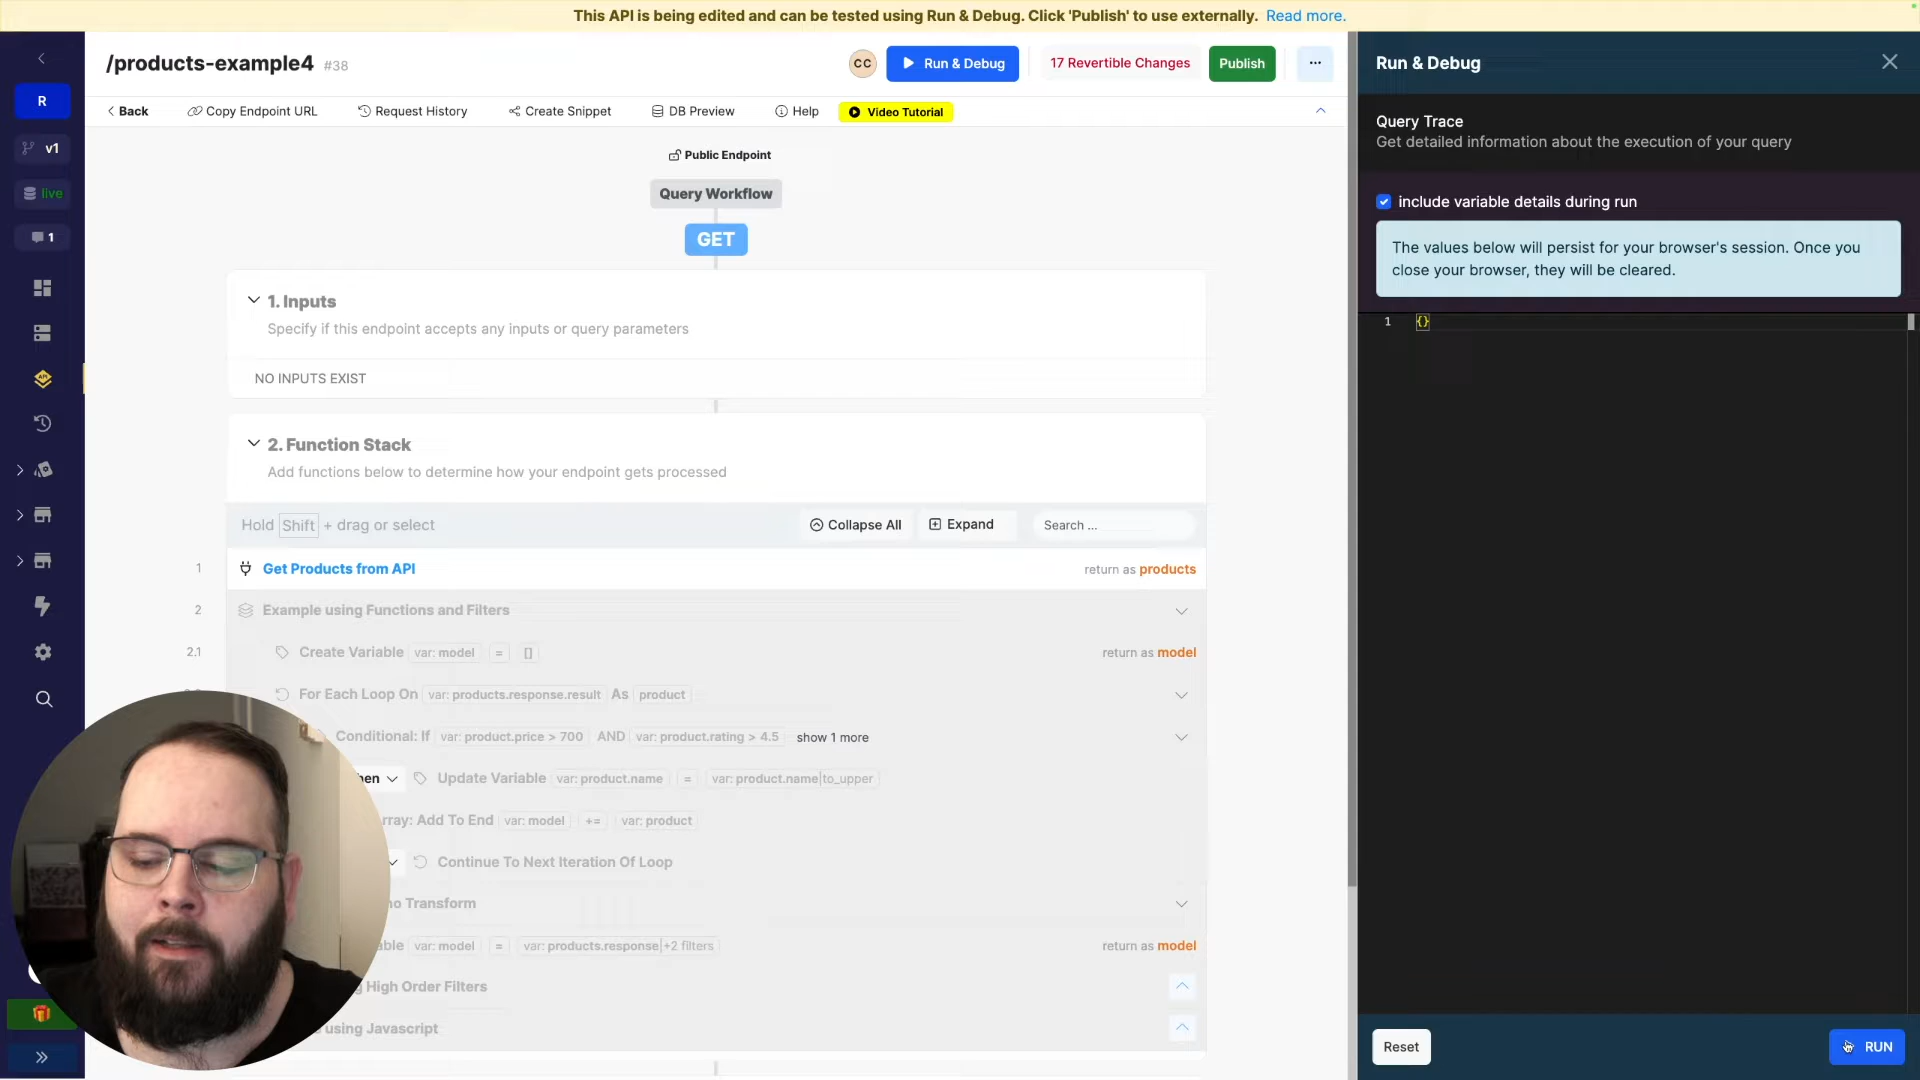 This API is being edited and can be tested using Run & Debug. Click 'Publish' to use externally. Read more.
/products-example4 #38
CC
Run & Debug
17 Revertible Changes
Publish
...
Back
Copy Endpoint URL
Request History
Create Snippet
DB Preview
Help
Video Tutorial
R
v1
live
1
API
Public Endpoint
Query Workflow
GET
1. Inputs
Specify if this endpoint accepts any inputs or query parameters
NO INPUTS EXIST
2. Function Stack
Add functions below to determine how your endpoint gets processed
Hold Shift + drag or select
Collapse All
Expand
Search ...
1 Get Products from API return as products
2 Example using Functions and Filters
2.1 Create Variable var: model = [] return as model
For Each Loop On var: products.response.result As product
Conditional: If var: product.price > 700 AND var: product.rating > 4.5 show 1 more
Update Variable var: product.name = var: product.name|to_upper
Add To End var: model += var: product
Continue To Next Iteration Of Loop
Transform
var: model = var: products.response|+2 filters return as model
High Order Filters
using Javascript
Run & Debug
Query Trace
Get detailed information about the execution of your query
include variable details during run
The values below will persist for your browser's session. Once you
close your browser, they will be cleared.
1 {}
Reset
RUN